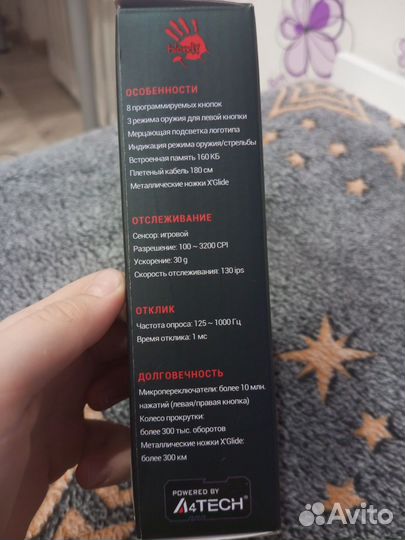 bloody
ОСОБЕННОСТИ
8 программируемых кнопок
3 режима оружия для левой кнопки
Мерцающая подсветка логотипа
Индикация режима оружия/стрельбы
Встроенная память 160 КБ
Плетеный кабель 180 см
Металлические ножки X'Glide
ОТСЛЕЖИВАНИЕ
Сенсор: игровой
Разрешение: 100 ~ 3200 CPI
Ускорение: 30 g
Скорость отслеживания: 130 ips
ОТКЛИК
Частота опроса: 125 ~ 1000 Гц
Время отклика: 1 мс
ДОЛГОВЕЧНОСТЬ
Микропереключатели: более 10 млн.
нажатий (левая/правая кнопка)
Колесо прокрутки:
более 300 тыс. оборотов
Металлические ножки X'Glide:
более 300 км
POWERED BY
A4TECH®
Avito